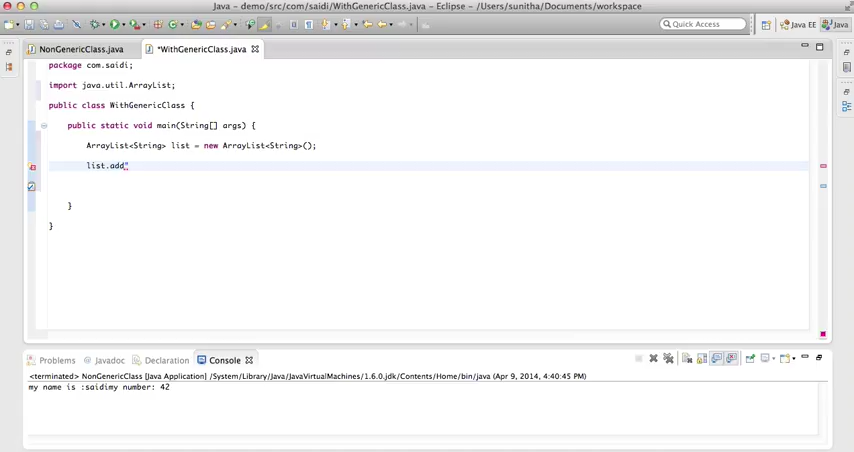 Java - demo/src/com/saidi/WithGenericClass.java - Eclipse - /Users/sunitha/Documents/workspace
Quick Access
Java EE
Java
NonGenericClass.java
*WithGenericClass.java
package com.saidi;
import java.util.ArrayList;
public class WithGenericClass {
public static void main(String[] args) {
ArrayList<String> list = new ArrayList<String>();
list.add"
}
}
Problems
Javadoc
Declaration
Console
<terminated> NonGenericClass [Java Application] /System/Library/Java/JavaVirtualMachines/1.6.0.jdk/Contents/Home/bin/java (Apr 9, 2014, 4:40:45 PM)
my name is :saidimy number: 42